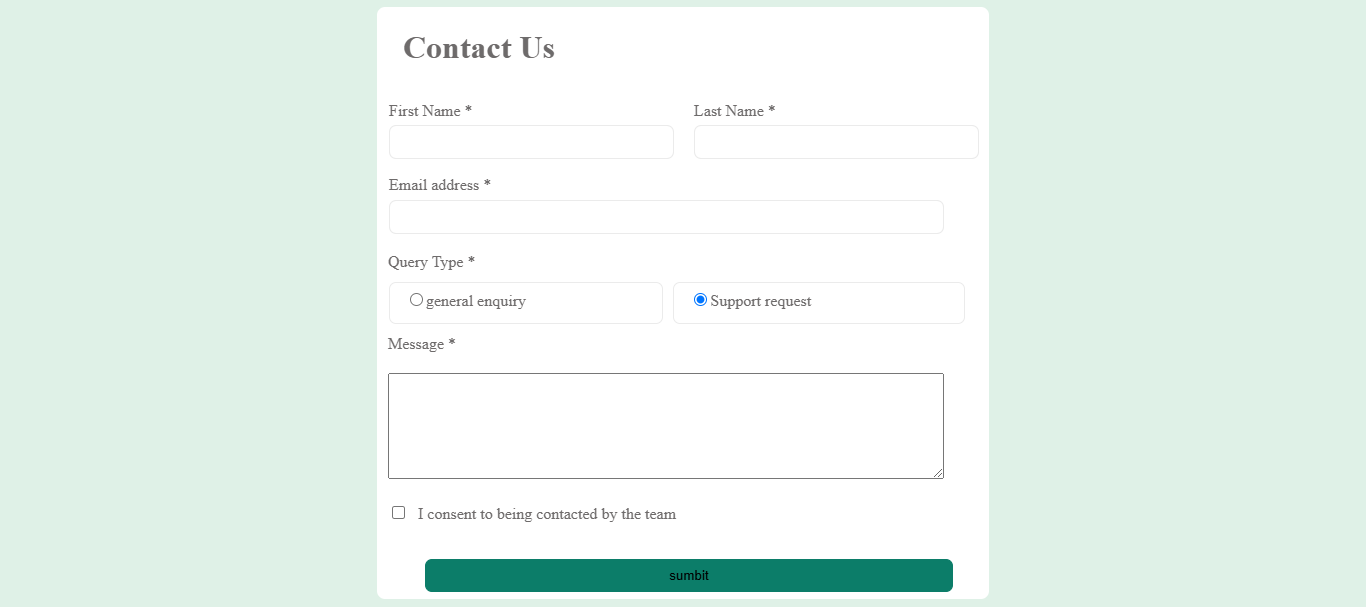 Contact Us
First Name * Last Name *
Email address *
Query Type *
general enquiry Support request
Message *
I consent to being contacted by the team
sumbit